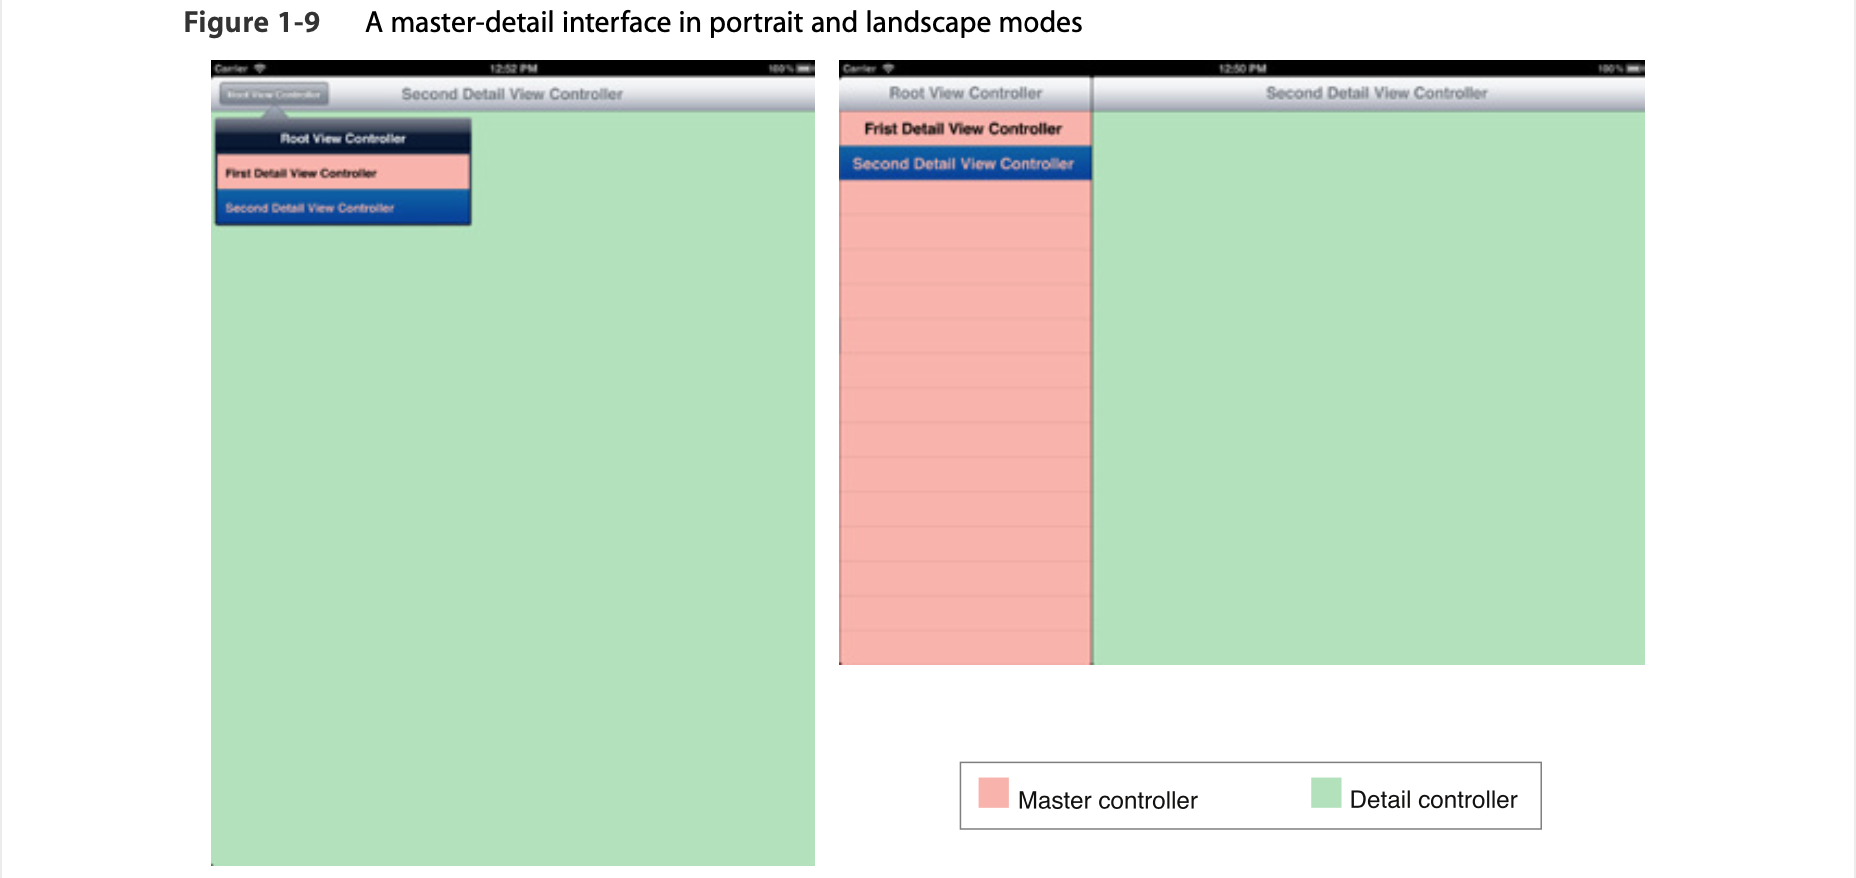 Figure 1-9 A master-detail interface in portrait and landscape modes
Carrier 12:52 PM 100%
Root View Controller Second Detail View Controller
Root View Controller
First Detail View Controller
Second Detail View Controller
Carrier 12:50 PM 100%
Root View Controller Second Detail View Controller
Frist Detail View Controller
Second Detail View Controller
Master controller Detail controller